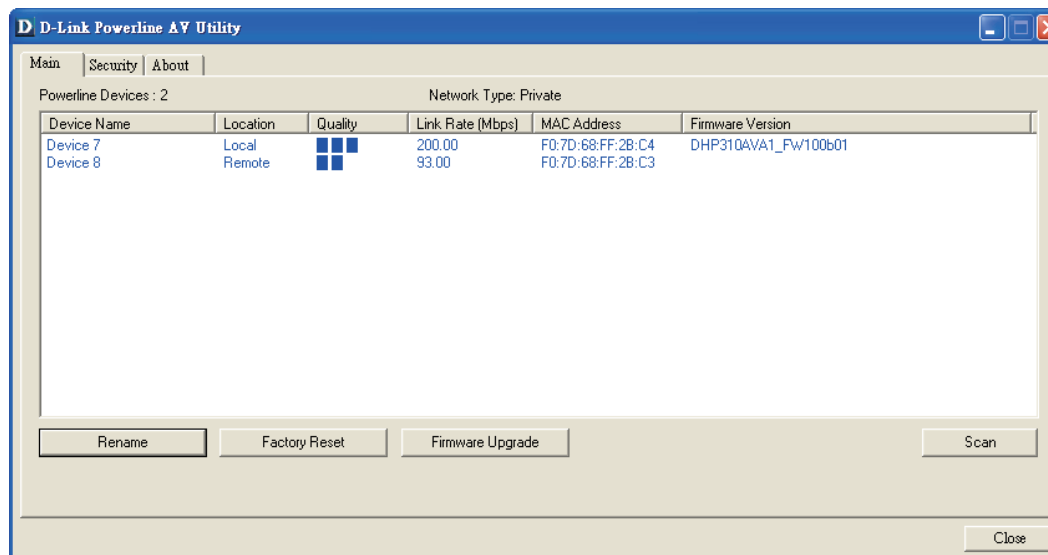 D D-Link Powerline AV Utility
Main Security About
Powerline Devices : 2 Network Type: Private
Device Name Location Quality Link Rate (Mbps) MAC Address Firmware Version
Device 7 Local 200.00 F0:7D:68:FF:2B:C4 DHP310AVA1_FW100b01
Device 8 Remote 93.00 F0:7D:68:FF:2B:C3
Rename Factory Reset Firmware Upgrade Scan
Close